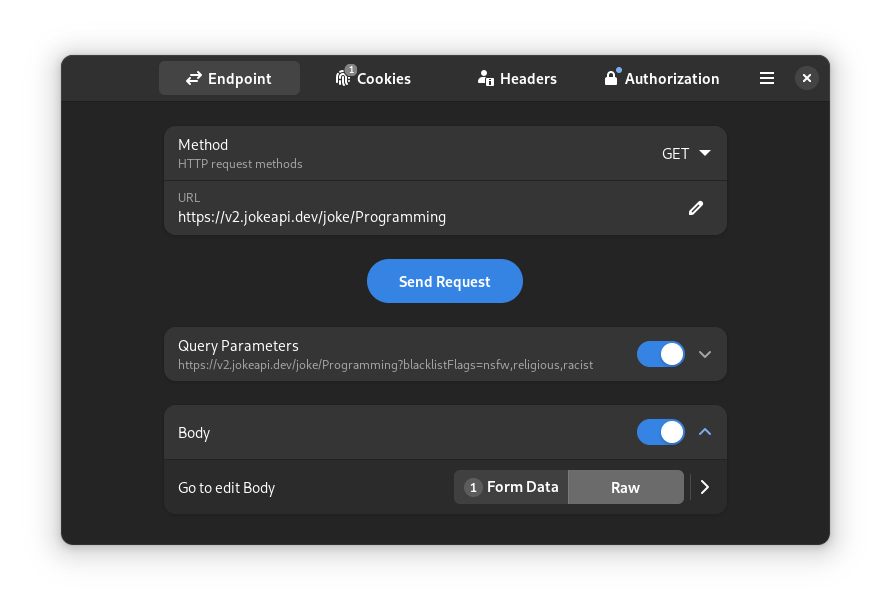 Endpoint
1
Cookies
Headers
Authorization
Method
HTTP request methods
GET
URL
https://v2.jokeapi.dev/joke/Programming
Send Request
Query Parameters
https://v2.jokeapi.dev/joke/Programming?blacklistFlags=nsfw,religious,racist
Body
Go to edit Body
1 Form Data
Raw